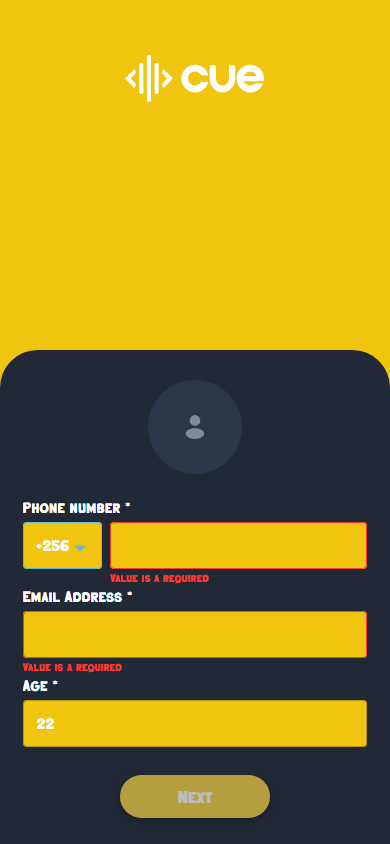 cue
Phone number *
+256
Value is a required
Email Address *
Value is a required
Age *
22
Next